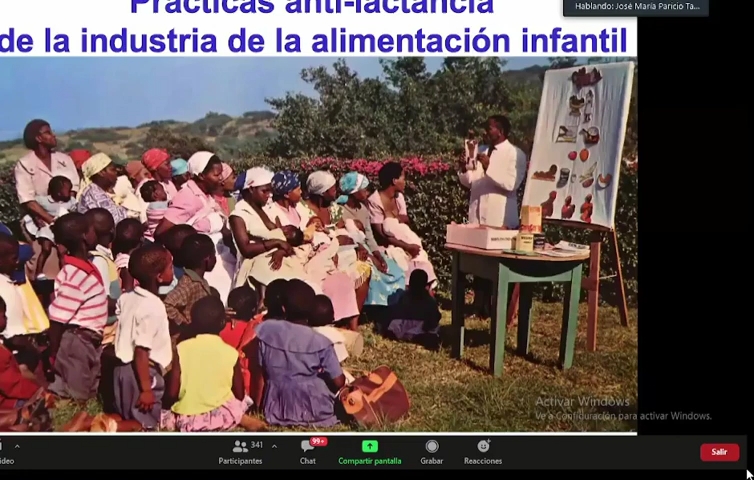 Prácticas anti-lactancia
de la industria de la alimentación infantil
Hablando: José María Paricio Ta...
Activar Windows
Ve a Configuración para activar Windows.
341
99+
Participantes
Chat
Compartir pantalla
Grabar
Reacciones
Salir